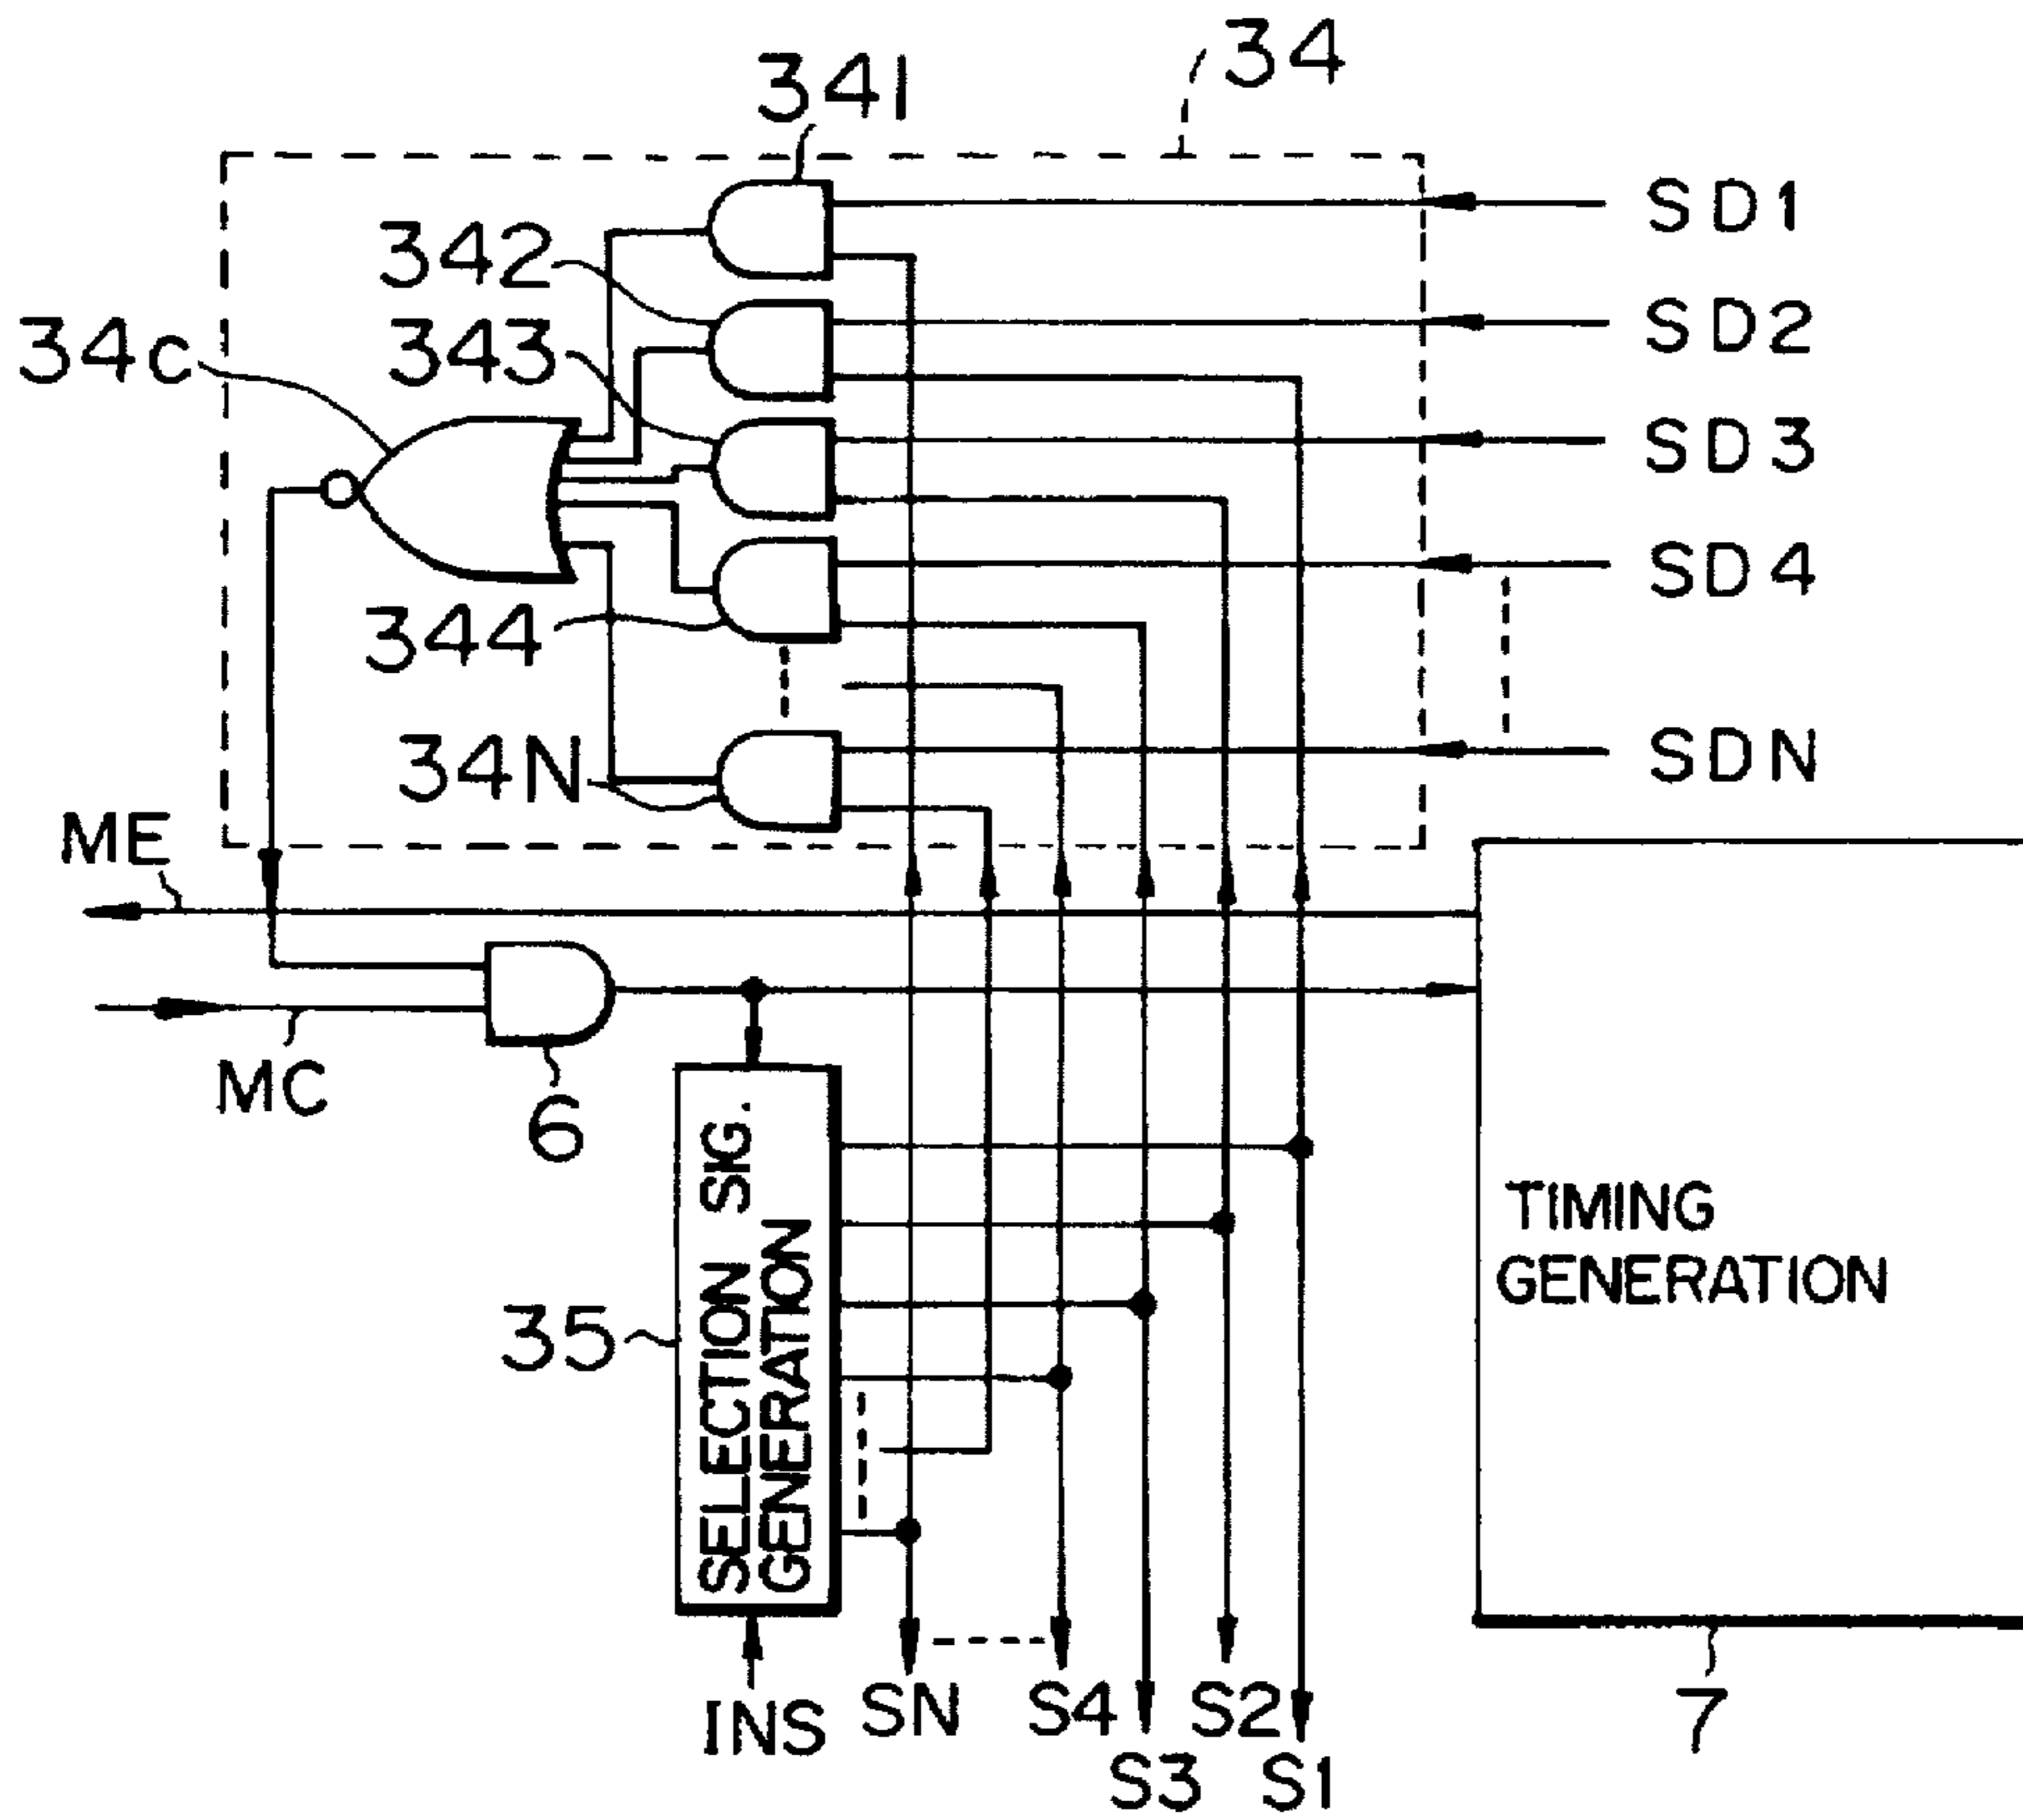 34
341
SD1
342
SD2
34c
343
SD3
SD4
344
34N
SDN
ME
MC
6
SELECTION SIG.
GENERATION
TIMING
GENERATION
35
INS
SN
S4
S2
7
S3
S1